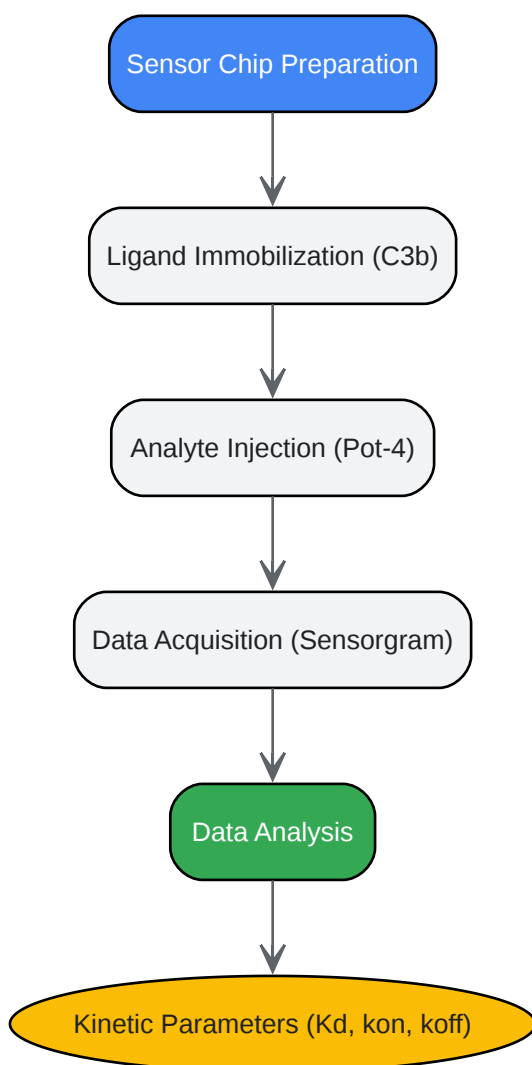 Sensor Chip Preparation
Ligand Immobilization (C3b)
Analyte Injection (Pot-4)
Data Acquisition (Sensorgram)
Data Analysis
Kinetic Parameters (Kd, kon, koff)